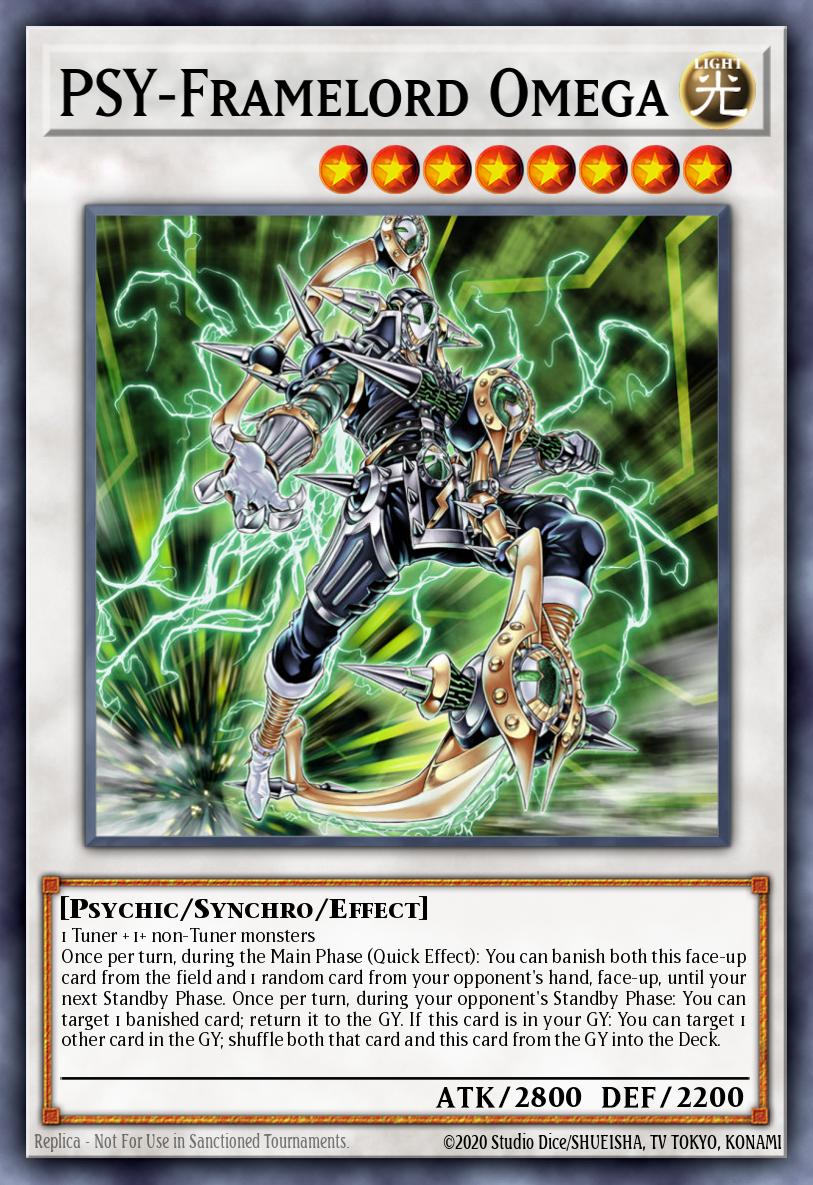 PSY-Framelord Omega
LIGHT
光
[Psychic/Synchro/Effect]
1 Tuner + 1+ non-Tuner monsters
Once per turn, during the Main Phase (Quick Effect): You can banish both this face-up
card from the field and 1 random card from your opponent's hand, face-up, until your
next Standby Phase. Once per turn, during your opponent's Standby Phase: You can
target 1 banished card; return it to the GY. If this card is in your GY: You can target 1
other card in the GY; shuffle both that card and this card from the GY into the Deck.
ATK/2800 DEF/2200
Replica - Not For Use in Sanctioned Tournaments.
©2020 Studio Dice/SHUEISHA, TV TOKYO, KONAMI